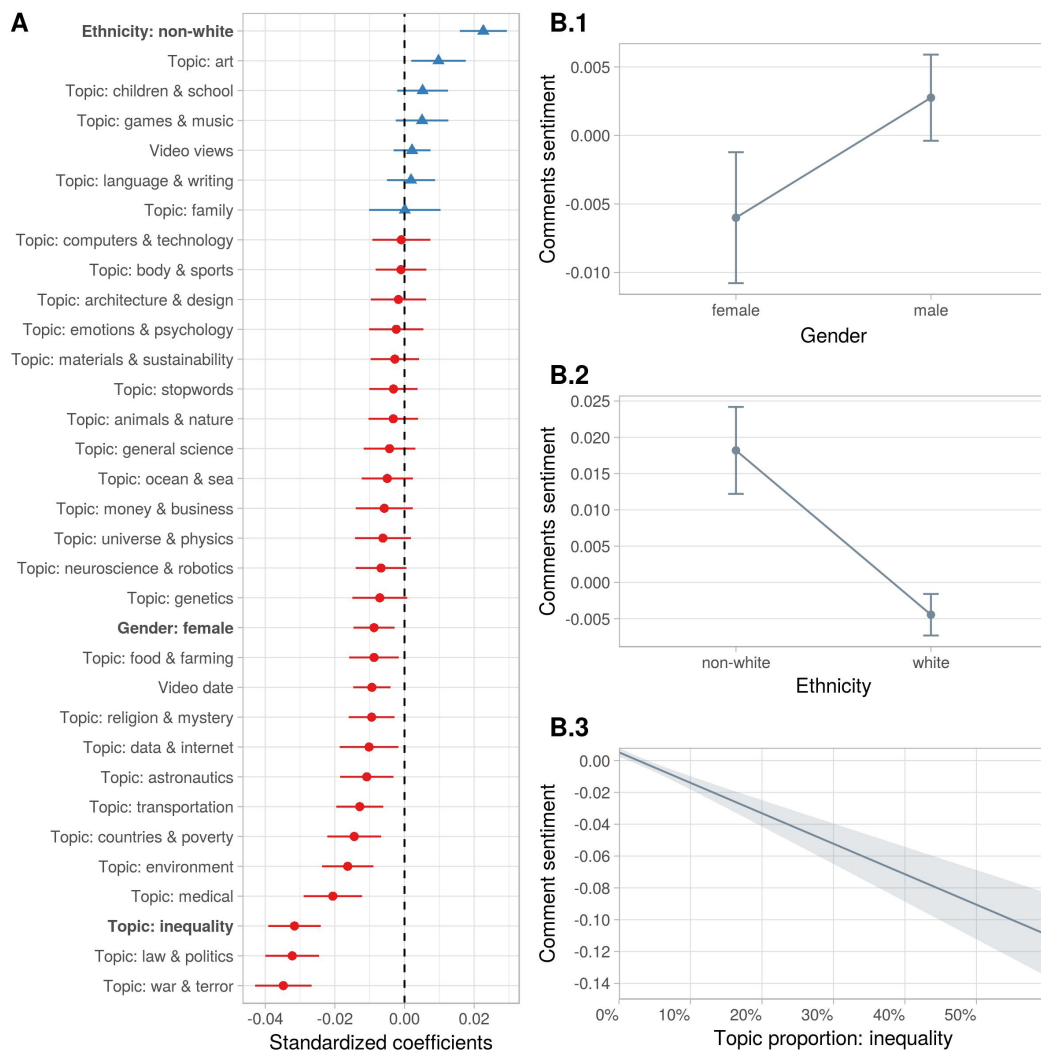 A
Ethnicity: non-white
Topic: art
Topic: children & school
Topic: games & music
Video views
Topic: language & writing
Topic: family
Topic: computers & technology
Topic: body & sports
Topic: architecture & design
Topic: emotions & psychology
Topic: materials & sustainability
Topic: stopwords
Topic: animals & nature
Topic: general science
Topic: ocean & sea
Topic: money & business
Topic: universe & physics
Topic: neuroscience & robotics
Topic: genetics
Gender: female
Topic: food & farming
Video date
Topic: religion & mystery
Topic: data & internet
Topic: astronautics
Topic: transportation
Topic: countries & poverty
Topic: environment
Topic: medical
Topic: inequality
Topic: law & politics
Topic: war & terror
-0.04 -0.02 0.00 0.02
Standardized coefficients
B.1
Comments sentiment
0.005
0.000
-0.005
-0.010
female male
Gender
B.2
Comments sentiment
0.025
0.020
0.015
0.010
0.005
0.000
-0.005
non-white white
Ethnicity
B.3
Comment sentiment
0.00
-0.02
-0.04
-0.06
-0.08
-0.10
-0.12
-0.14
0% 10% 20% 30% 40% 50%
Topic proportion: inequality